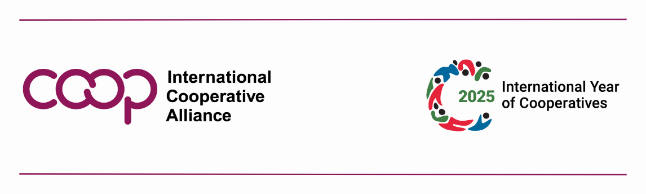 coop
International
Cooperative
Alliance
2025
International Year
of Cooperatives